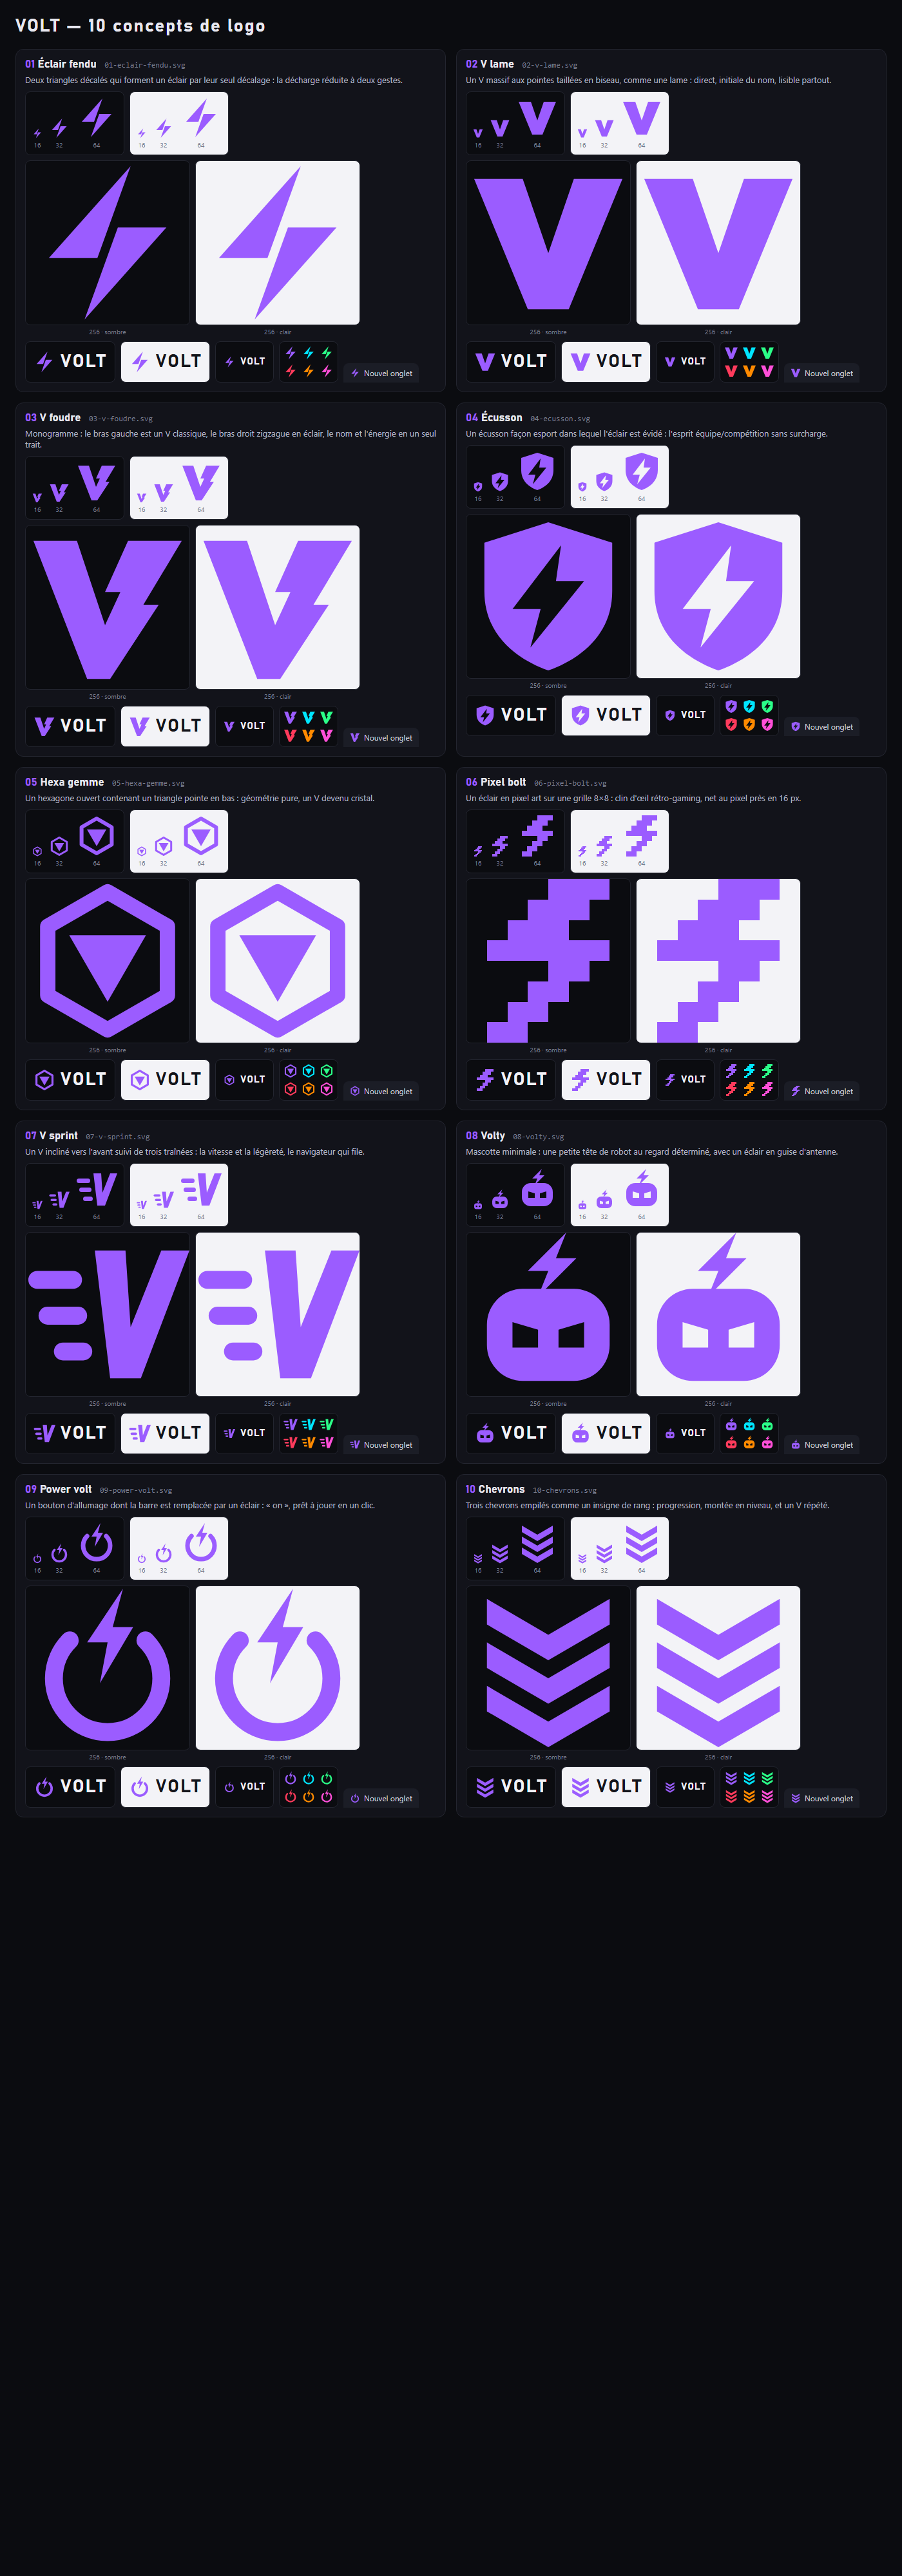 VOLT — 10 concepts de logo
01 Éclair fendu 01-eclair-fendu.svg
Deux triangles décalés qui forment un éclair par leur seul décalage : la décharge réduite à deux gestes.
16 32 64
16 32 64
256 · sombre
256 · clair
VOLT
VOLT
VOLT
Nouvel onglet
02 V lame 02-v-lame.svg
Un V massif aux pointes taillées en biseau, comme une lame : direct, initiale du nom, lisible partout.
16 32 64
16 32 64
256 · sombre
256 · clair
VOLT
VOLT
VOLT
Nouvel onglet
03 V foudre 03-v-foudre.svg
Monogramme : le bras gauche est un V classique, le bras droit zigzague en éclair, le nom et l'énergie en un seul
trait.
16 32 64
16 32 64
256 · sombre
256 · clair
VOLT
VOLT
VOLT
Nouvel onglet
04 Écusson 04-ecusson.svg
Un écusson façon esport dans lequel l'éclair est évidé : l'esprit équipe/compétition sans surcharge.
16 32 64
16 32 64
256 · sombre
256 · clair
VOLT
VOLT
VOLT
Nouvel onglet
05 Hexa gemme 05-hexa-gemme.svg
Un hexagone ouvert contenant un triangle pointe en bas : géométrie pure, un V devenu cristal.
16 32 64
16 32 64
256 · sombre
256 · clair
VOLT
VOLT
VOLT
Nouvel onglet
06 Pixel bolt 06-pixel-bolt.svg
Un éclair en pixel art sur une grille 8×8 : clin d'œil rétro-gaming, net au pixel près en 16 px.
16 32 64
16 32 64
256 · sombre
256 · clair
VOLT
VOLT
VOLT
Nouvel onglet
07 V sprint 07-v-sprint.svg
Un V incliné vers l'avant suivi de trois traînées : la vitesse et la légèreté, le navigateur qui file.
16 32 64
16 32 64
256 · sombre
256 · clair
VOLT
VOLT
VOLT
Nouvel onglet
08 Volty 08-volty.svg
Mascotte minimale : une petite tête de robot au regard déterminé, avec un éclair en guise d'antenne.
16 32 64
16 32 64
256 · sombre
256 · clair
VOLT
VOLT
VOLT
Nouvel onglet
09 Power volt 09-power-volt.svg
Un bouton d'allumage dont la barre est remplacée par un éclair : « on », prêt à jouer en un clic.
16 32 64
16 32 64
256 · sombre
256 · clair
VOLT
VOLT
VOLT
Nouvel onglet
10 Chevrons 10-chevrons.svg
Trois chevrons empilés comme un insigne de rang : progression, montée en niveau, et un V répété.
16 32 64
16 32 64
256 · sombre
256 · clair
VOLT
VOLT
VOLT
Nouvel onglet